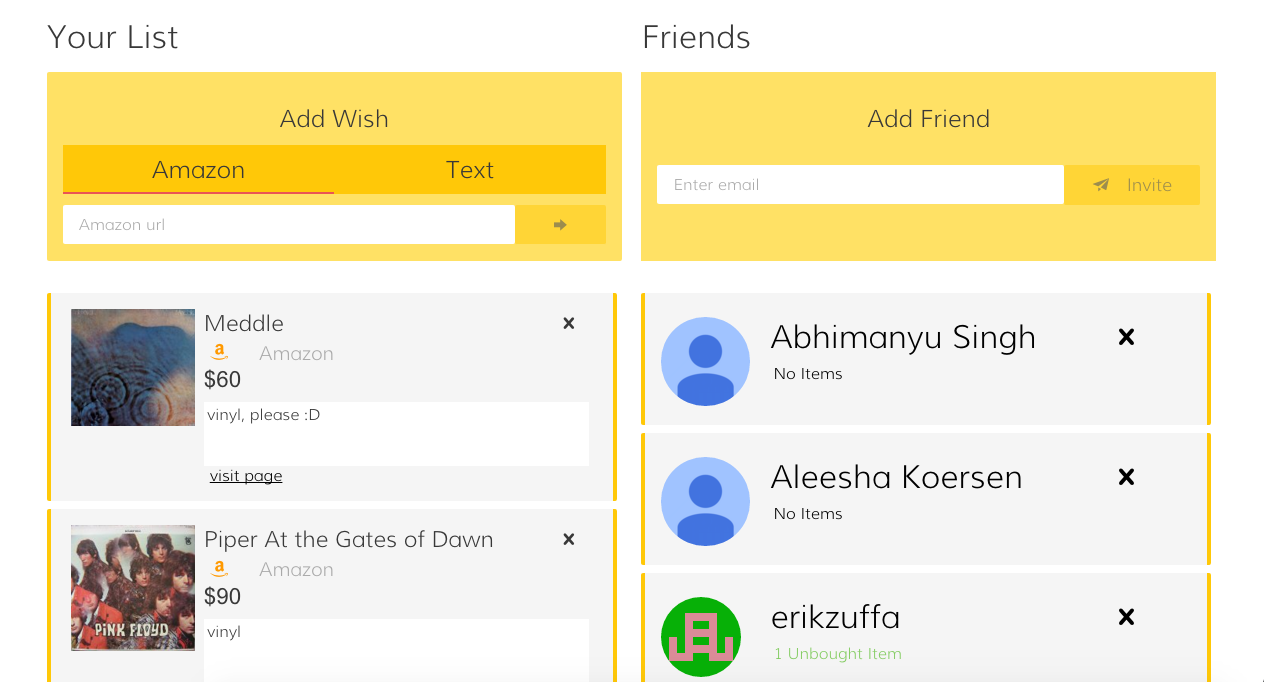 Your List
Add Wish
Amazon
Text
Amazon url
Meddle
a
Amazon
$60
vinyl, please :D
visit page
Piper At the Gates of Dawn
a
Amazon
$90
PiNK FLOYD
vinyl
Friends
Add Friend
Enter email
Invite
Abhimanyu Singh
No Items
Aleesha Koersen
No Items
erikzuffa
1 Unbought Item